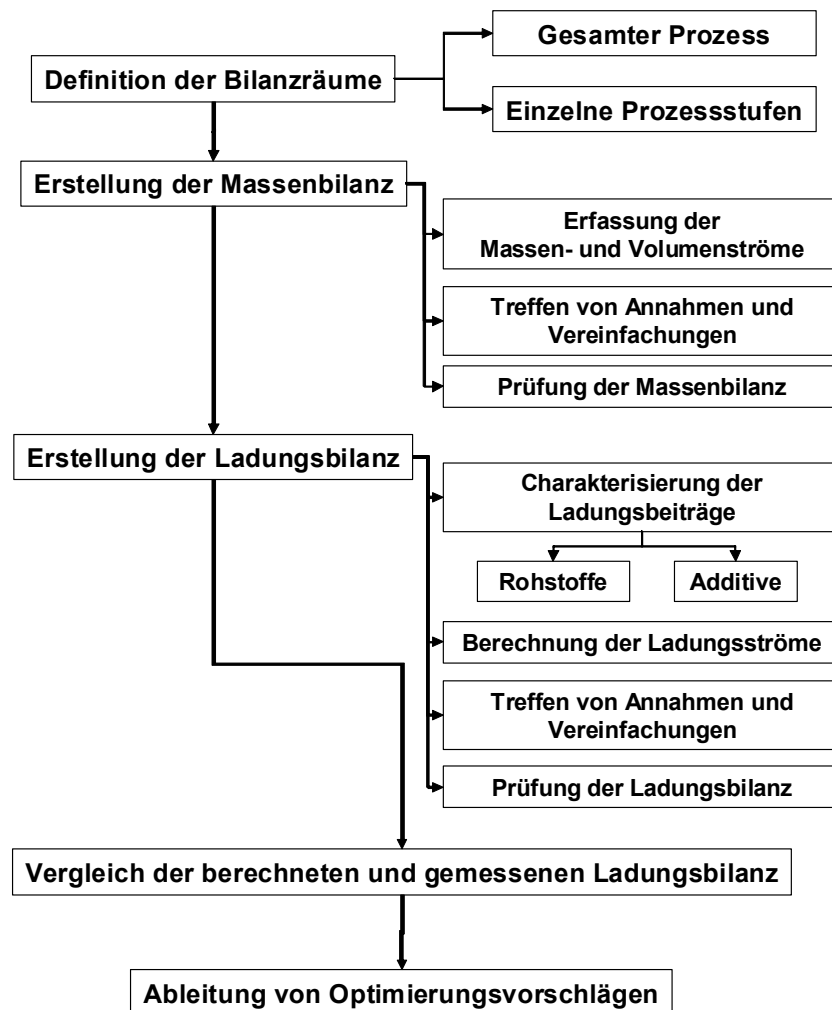 Gesamter Prozess
Definition der Bilanzräume
Einzelne Prozessstufen
Erstellung der Massenbilanz
Erfassung der
Massen- und Volumenströme
Treffen von Annahmen und
Vereinfachungen
Prüfung der Massenbilanz
Erstellung der Ladungsbilanz
Charakterisierung der
Ladungsbeiträge
Rohstoffe
Additive
Berechnung der Ladungsströme
Treffen von Annahmen und
Vereinfachungen
Prüfung der Ladungsbilanz
Vergleich der berechneten und gemessenen Ladungsbilanz
Ableitung von Optimierungsvorschlägen